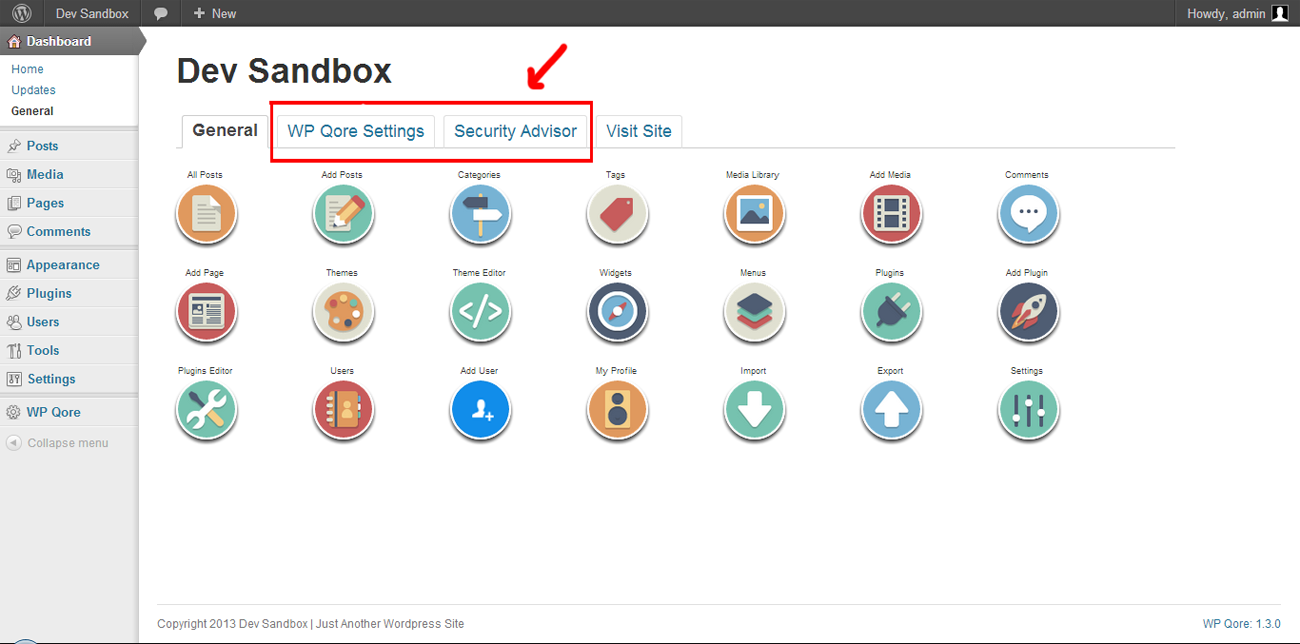 Dev Sandbox New Howdy, admin
Dashboard
Home
Updates
General
Posts
Media
Pages
Comments
Appearance
Plugins
Users
Tools
Settings
WP Qore
Collapse menu
Dev Sandbox
General WP Qore Settings Security Advisor Visit Site
All Posts Add Posts Categories Tags Media Library Add Media Comments
Add Page Themes Theme Editor Widgets Menus Plugins Add Plugin
Plugins Editor Users Add User My Profile Import Export Settings
Copyright 2013 Dev Sandbox | Just Another Wordpress Site WP Qore: 1.3.0